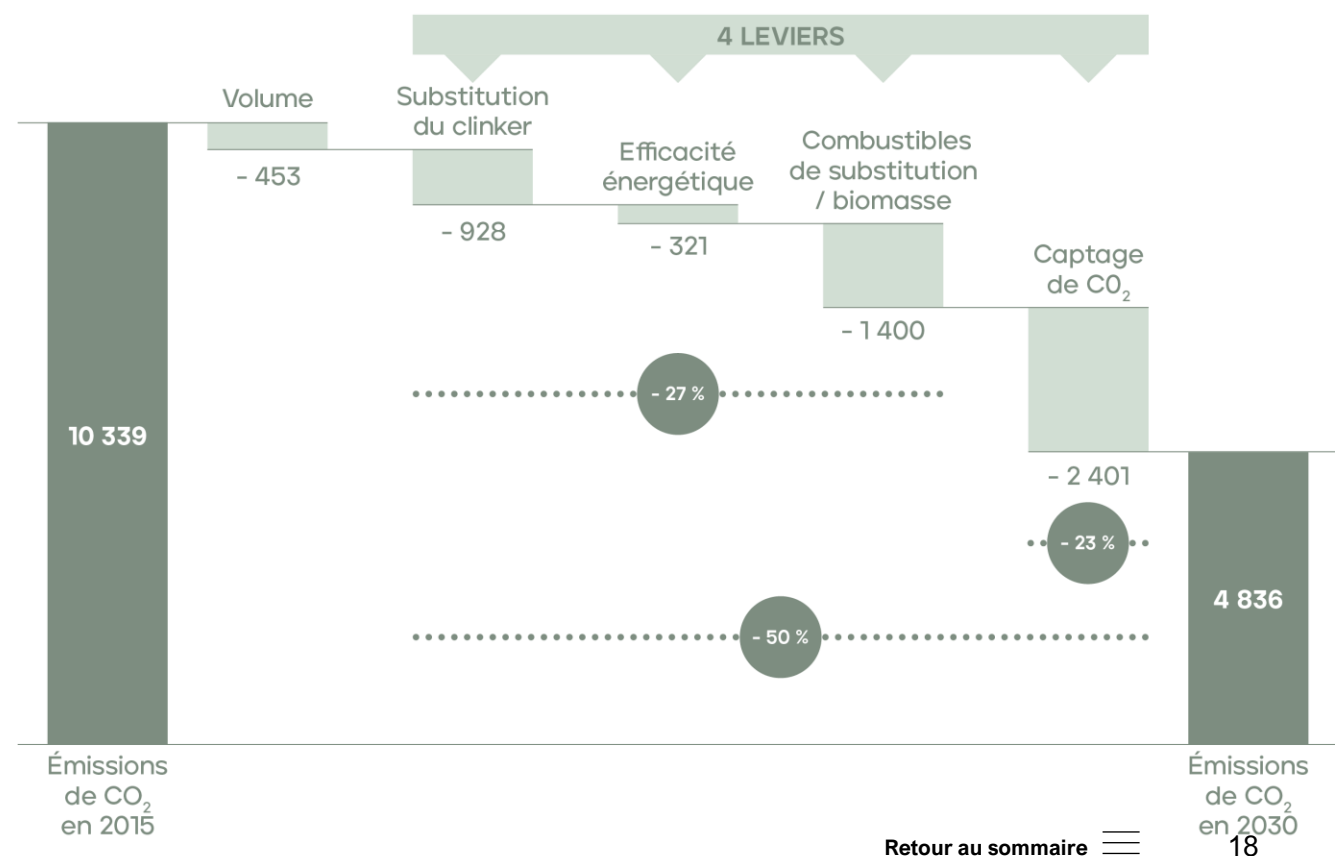 4 LEVIERS
Volume
- 453
Substitution
du clinker
- 928
Efficacité
énergétique
- 321
Combustibles
de substitution
/ biomasse
- 1 400
Captage
de C0₂
- 2 401
- 27 %
- 23 %
- 50 %
10 339
4 836
Émissions
de CO₂
en 2015
Émissions
de CO₂
en 2030
Retour au sommaire
18